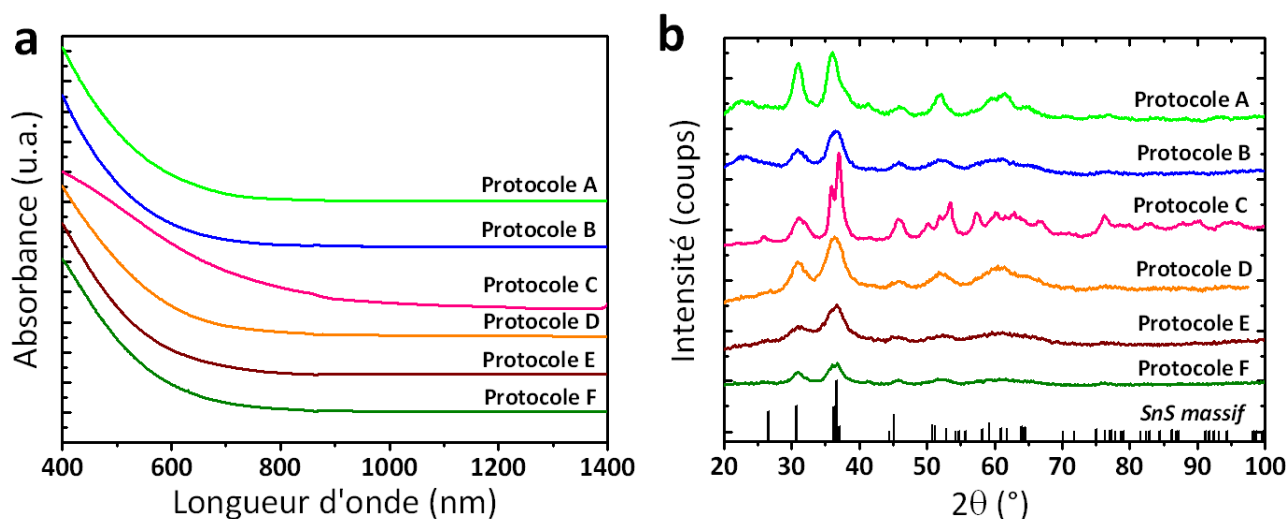 a
Absorbance (u.a.)
Protocole A
Protocole B
Protocole C
Protocole D
Protocole E
Protocole F
400 600 800 1000 1200 1400
Longueur d'onde (nm)
b
Intensité (coups)
Protocole A
Protocole B
Protocole C
Protocole D
Protocole E
Protocole F
SnS massif
20 30 40 50 60 70 80 90 100
2θ (°)